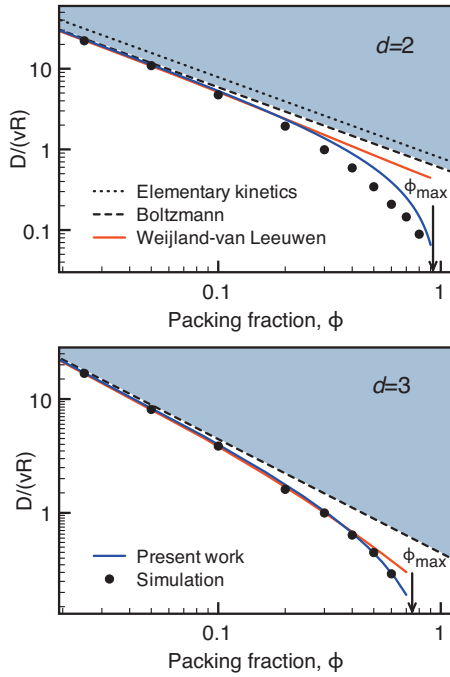 d=2
D/(vR)
10
1
0.1
Elementary kinetics
Boltzmann
Weijland-van Leeuwen
ϕmax
0.1
1
Packing fraction, ϕ
d=3
D/(vR)
10
1
Present work
Simulation
ϕmax
0.1
1
Packing fraction, ϕ